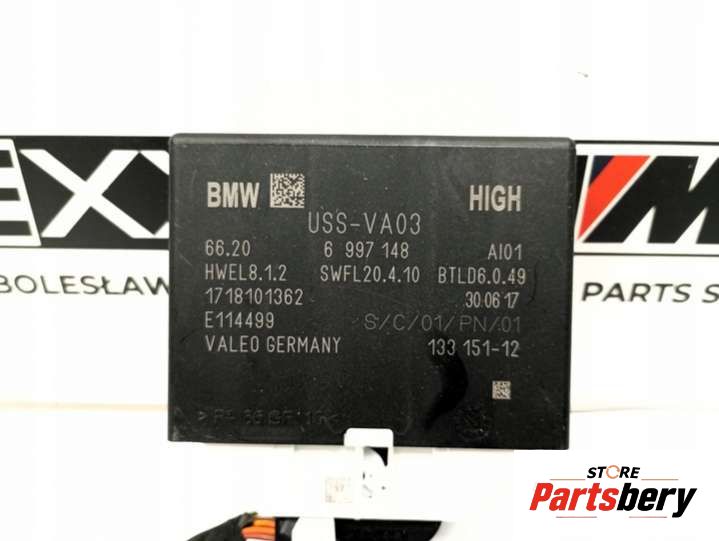 EXX
BOLESŁAW
PARTS S
BMW HIGH
USS-VA03
66.20 6 997 148 AI01
HWEL8.1.2 SWFL20.4.10 BTLD6.0.49
1718101362 30.06.17
E114499 S/C/01/PN/01
VALEO GERMANY 133 151-12
STORE
Partsbery